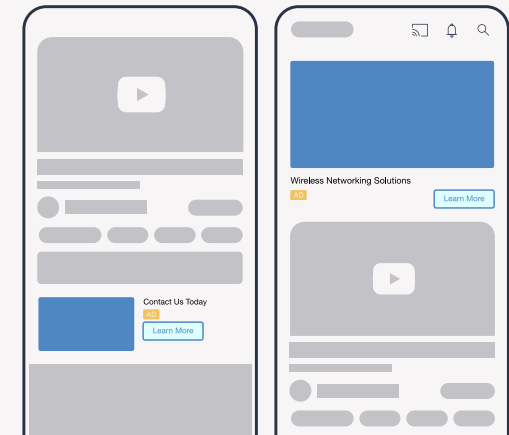 Contact Us Today
AD
Learn More
Wireless Networking Solutions
AD
Learn More